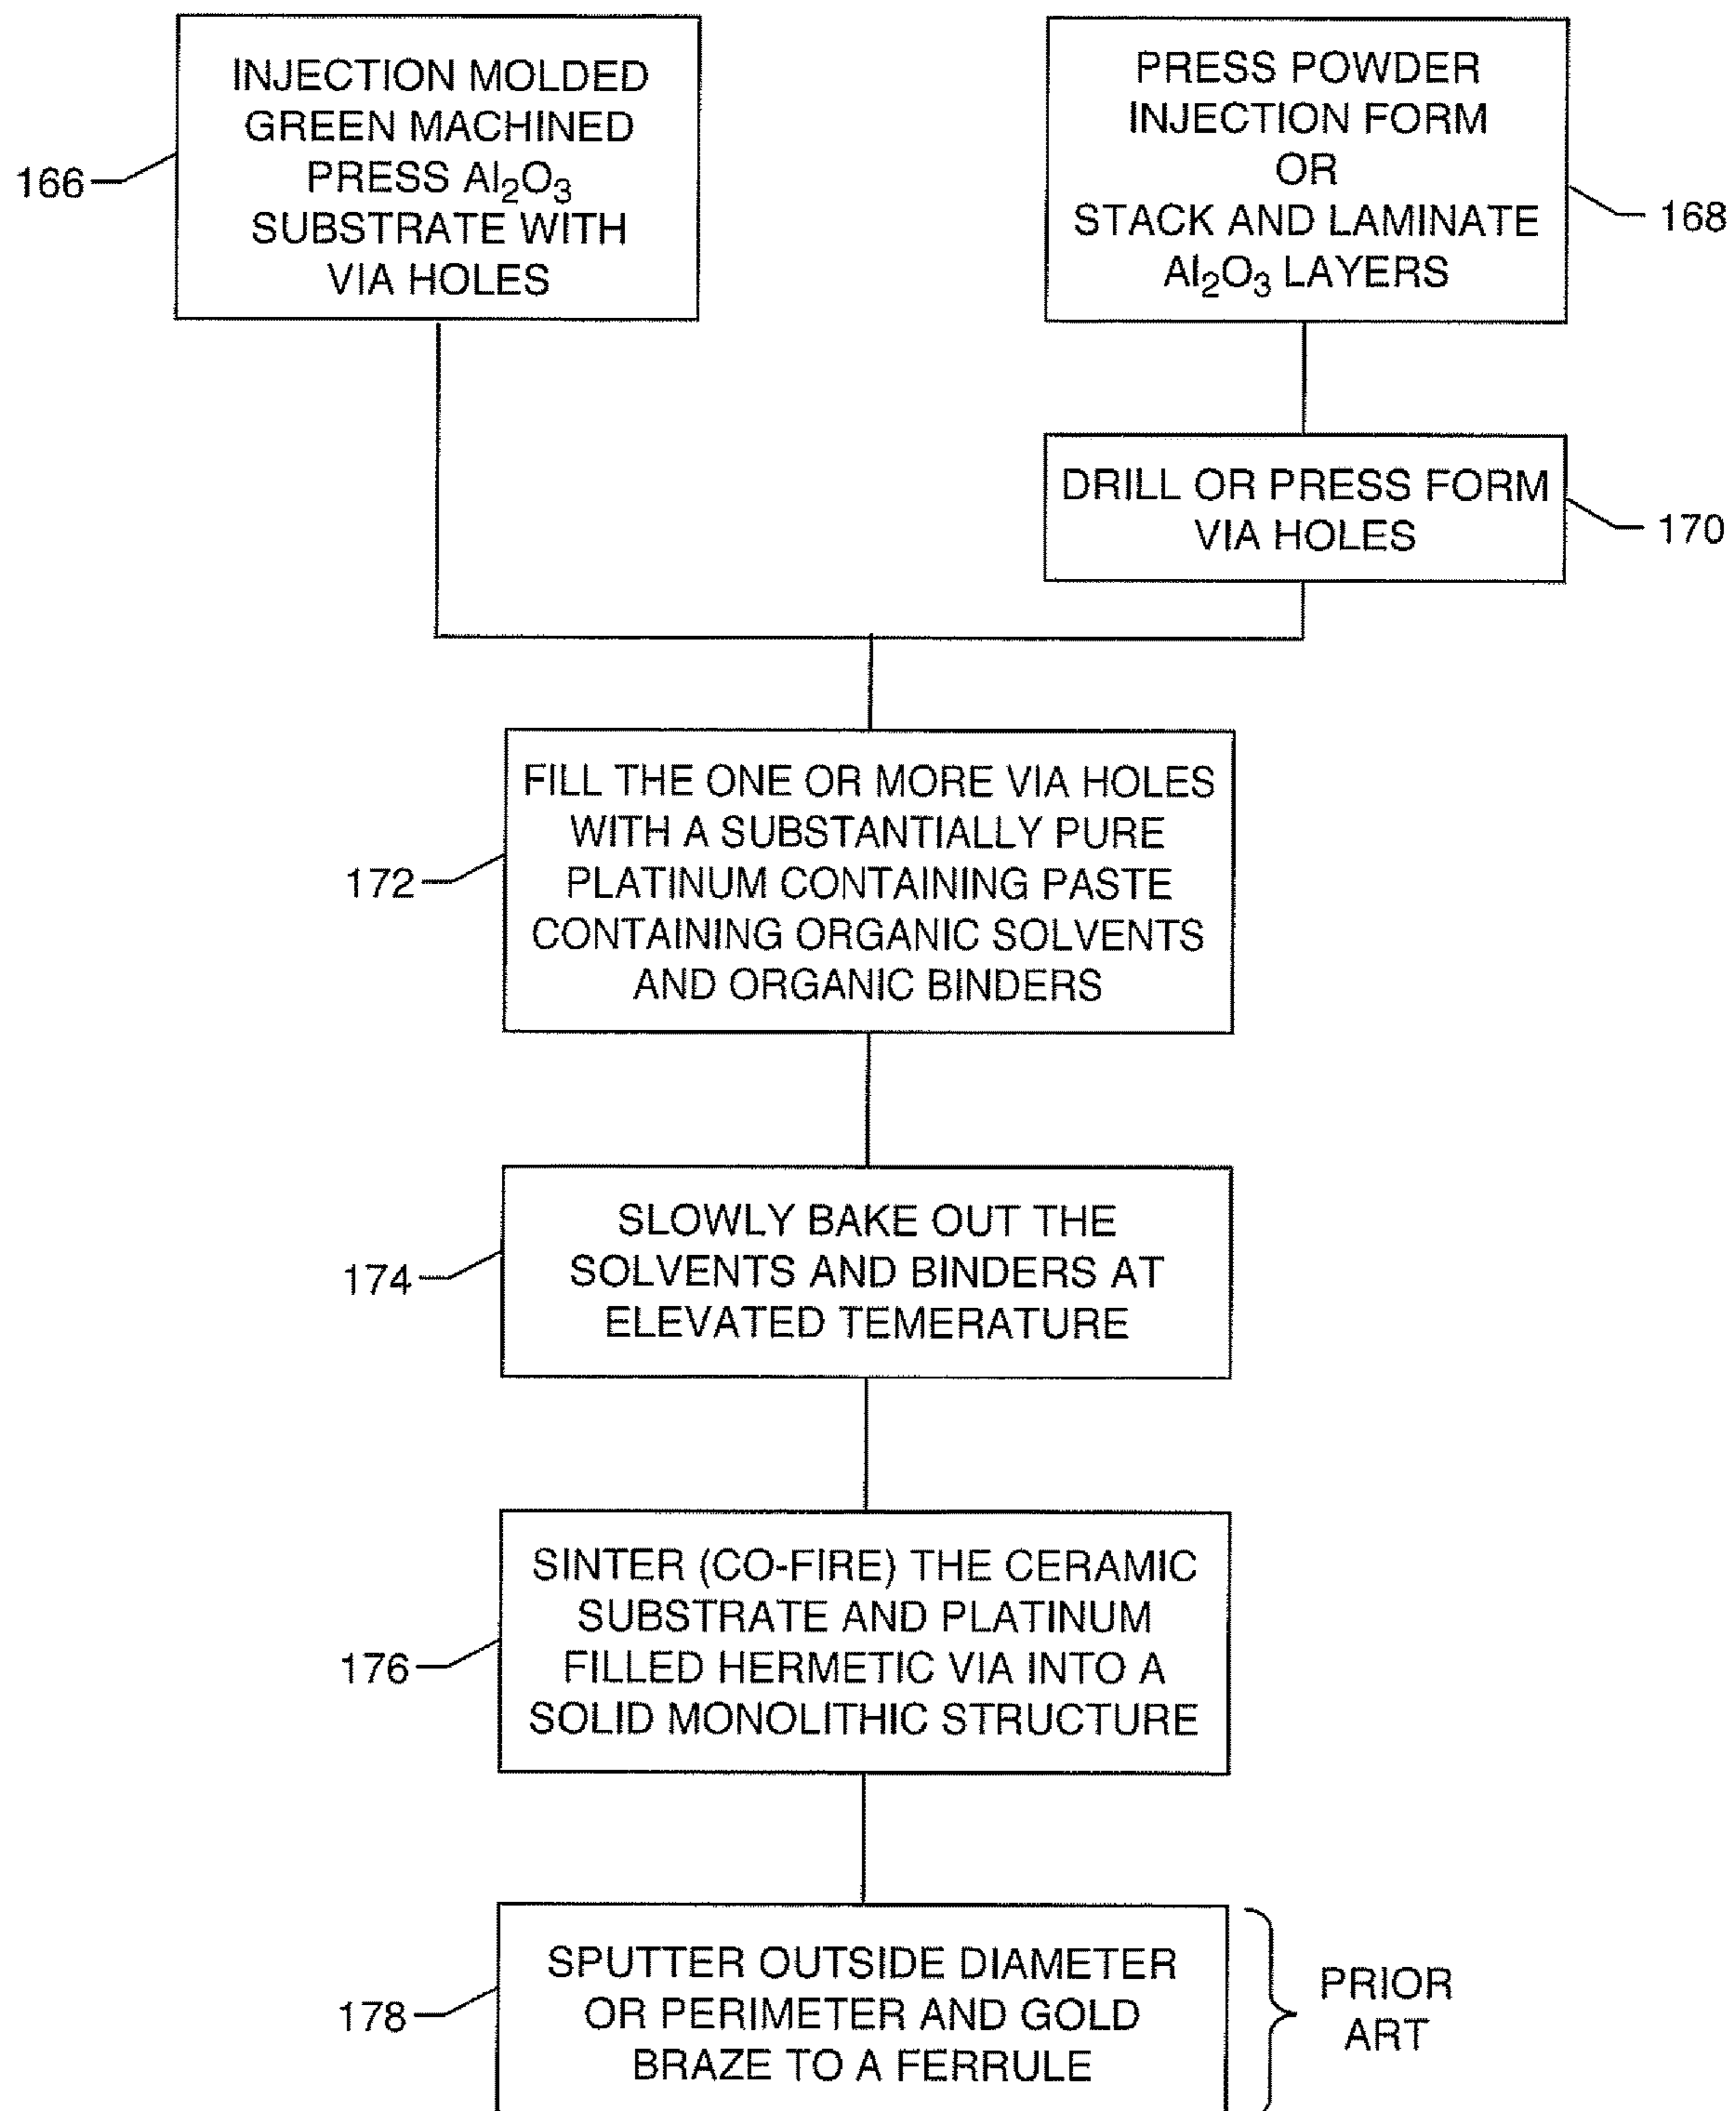 INJECTION MOLDED
GREEN MACHINED
PRESS Al₂O₃
SUBSTRATE WITH
VIA HOLES
166
PRESS POWDER
INJECTION FORM
OR
STACK AND LAMINATE
Al₂O₃ LAYERS
168
DRILL OR PRESS FORM
VIA HOLES
170
FILL THE ONE OR MORE VIA HOLES
WITH A SUBSTANTIALLY PURE
PLATINUM CONTAINING PASTE
CONTAINING ORGANIC SOLVENTS
AND ORGANIC BINDERS
172
SLOWLY BAKE OUT THE
SOLVENTS AND BINDERS AT
ELEVATED TEMERATURE
174
SINTER (CO-FIRE) THE CERAMIC
SUBSTRATE AND PLATINUM
FILLED HERMETIC VIA INTO A
SOLID MONOLITHIC STRUCTURE
176
SPUTTER OUTSIDE DIAMETER
OR PERIMETER AND GOLD
BRAZE TO A FERRULE
178
PRIOR
ART